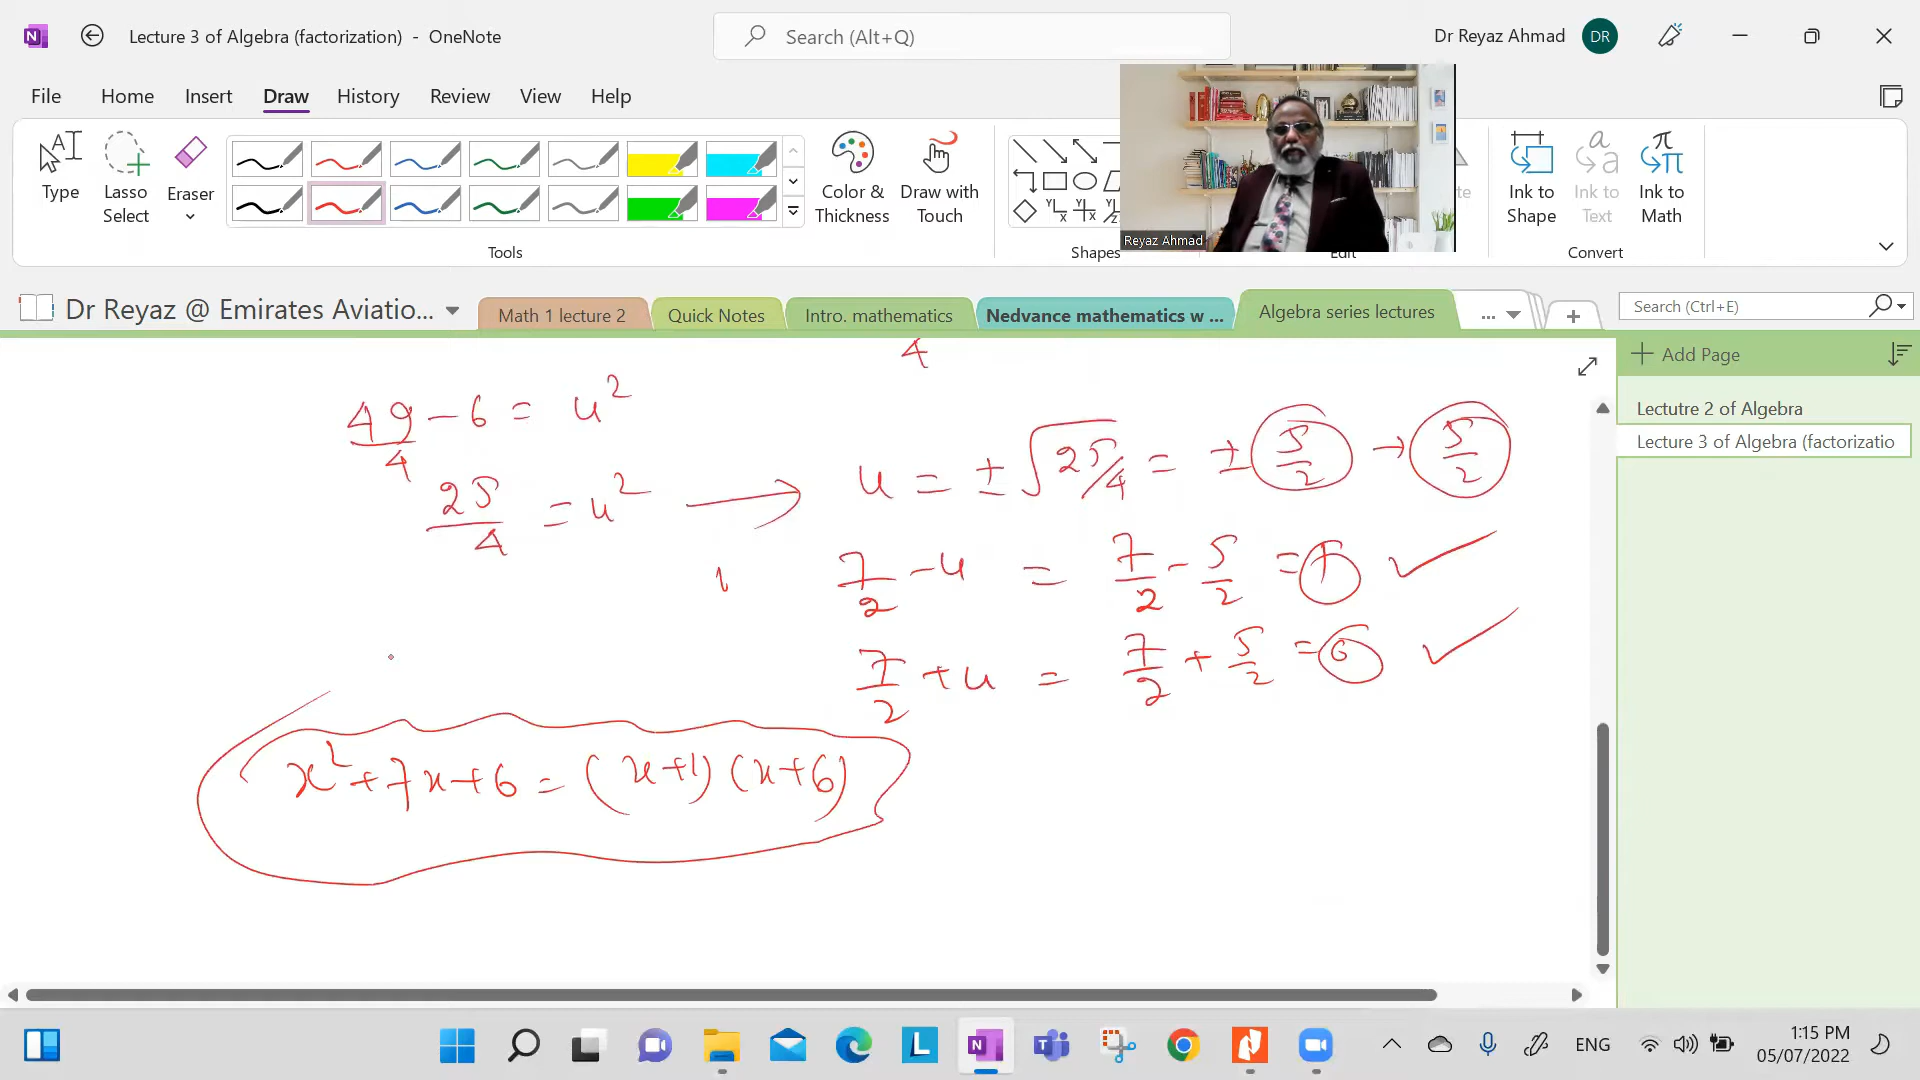 Lecture 3 of Algebra (factorization) - OneNote
Search (Alt+Q)
Dr Reyaz Ahmad
DR
File Home Insert Draw History Review View Help
Type
Lasso Select
Eraser
Color & Thickness
Draw with Touch
Ink to Shape
Ink to Text
Ink to Math
Reyaz Ahmad
Tools
Shapes
Edit
Convert
Dr Reyaz @ Emirates Aviatio...
Math 1 lecture 2
Quick Notes
Intro. mathematics
Nedvance mathematics w ...
Algebra series lectures
...
Search (Ctrl+E)
Add Page
Lectutre 2 of Algebra
Lecture 3 of Algebra (factorizatio
4
49/4 - 6 = u²
25/4 = u² → u = ±√25/4 = ± 5/2 → 5/2
7/2 - u = 7/2 - 5/2 = 1 ✓
7/2 + u = 7/2 + 5/2 = 6 ✓
x² + 7x + 6 = (x+1) (x+6)
ENG
1:15 PM
05/07/2022